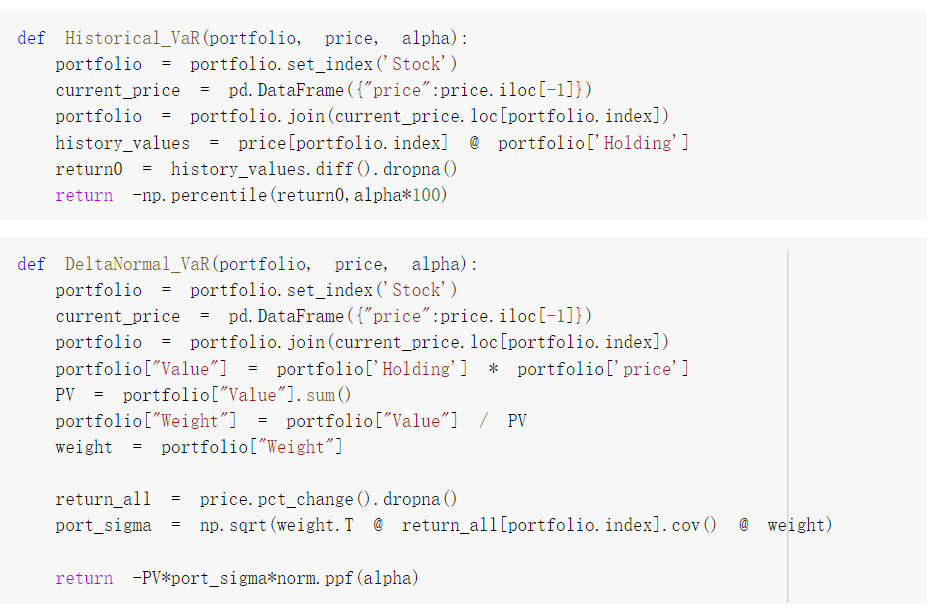 def Historical_VaR(portfolio, price, alpha):
    portfolio = portfolio.set_index('Stock')
    current_price = pd.DataFrame({"price":price.iloc[-1]})
    portfolio = portfolio.join(current_price.loc[portfolio.index])
    history_values = price[portfolio.index] @ portfolio['Holding']
    return0 = history_values.diff().dropna()
    return -np.percentile(return0,alpha*100)
def DeltaNormal_VaR(portfolio, price, alpha):
    portfolio = portfolio.set_index('Stock')
    current_price = pd.DataFrame({"price":price.iloc[-1]})
    portfolio = portfolio.join(current_price.loc[portfolio.index])
    portfolio["Value"] = portfolio['Holding'] * portfolio['price']
    PV = portfolio["Value"].sum()
    portfolio["Weight"] = portfolio["Value"] / PV
    weight = portfolio["Weight"]
    return_all = price.pct_change().dropna()
    port_sigma = np.sqrt(weight.T @ return_all[portfolio.index].cov() @ weight)
    return -PV*port_sigma*norm.ppf(alpha)